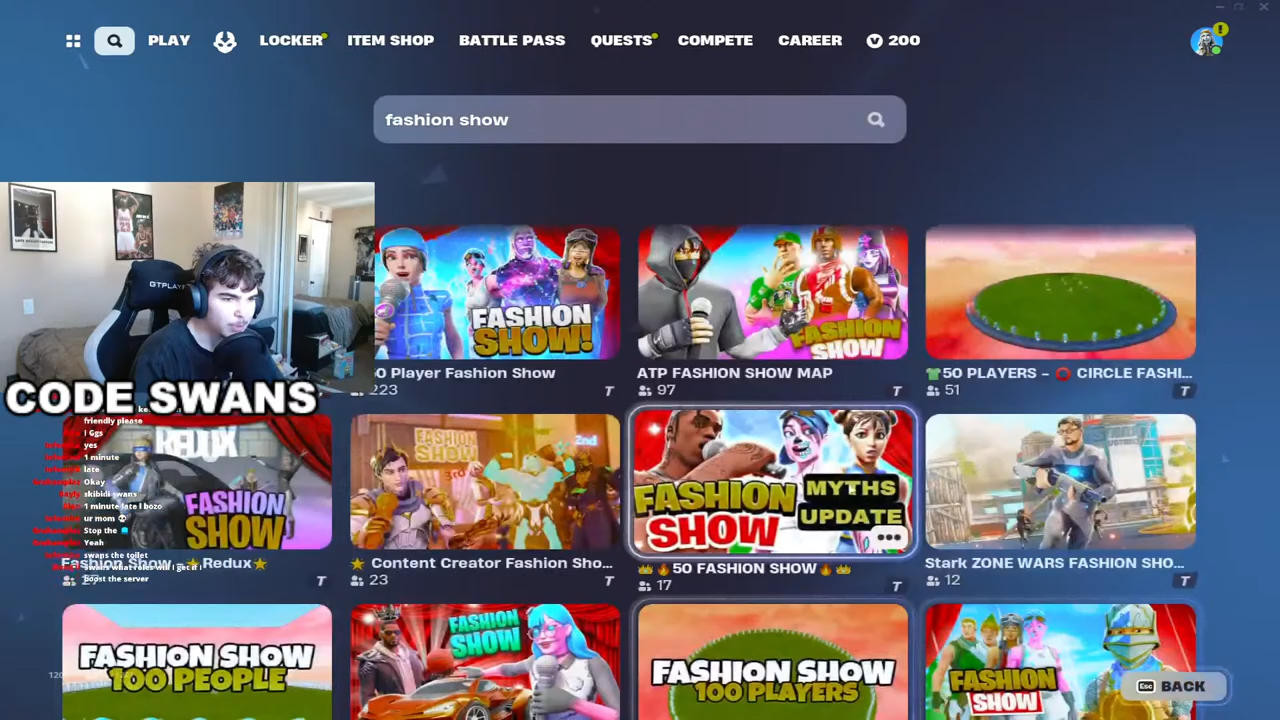 PLAY
LOCKER
ITEM SHOP
BATTLE PASS
QUESTS
COMPETE
CAREER
V 200
fashion show
GTPLAY
FASHION
SHOW!
FASHION
SHOW
0 Player Fashion Show
ATP FASHION SHOW MAP
50 PLAYERS - ⭕ CIRCLE FASHI...
223
T
97
T
51
T
CODE SWANS
friendly please
I Ggs
yes
1 minute
late
Okay
skibidi swans
1 minute late l bozo
ur mom 💀
Stop the
Yeah
swans the toilet
boost the server
REDUX
FASHION
SHOW
FASHION
SHOW
3rd
2nd
FASHION
SHOW
MYTHS
UPDATE
Fashion Show ⭐Redux⭐
T
⭐ Content Creator Fashion Sho...
23
T
👑🔥50 FASHION SHOW🔥👑
17
T
Stark ZONE WARS FASHION SHO...
12
T
FASHION SHOW
100 PEOPLE
FASHION
SHOW
FASHION SHOW
100 PLAYERS
FASHION
SHOW
Esc BACK